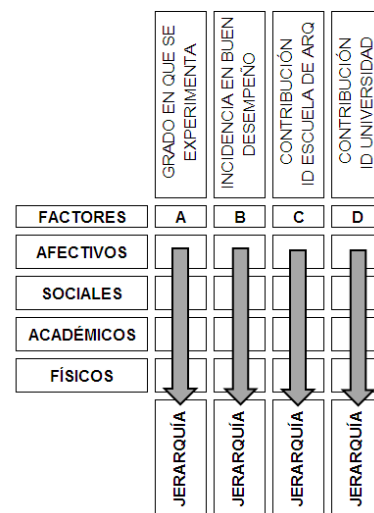 GRADO EN QUE SE
EXPERIMENTA
INCIDENCIA EN BUEN
DESEMPEÑO
CONTRIBUCIÓN
ID ESCUELA DE ARQ
CONTRIBUCIÓN
ID UNIVERSIDAD
FACTORES A B C D
AFECTIVOS
SOCIALES
ACADÉMICOS
FÍSICOS
JERARQUÍA JERARQUÍA JERARQUÍA JERARQUÍA